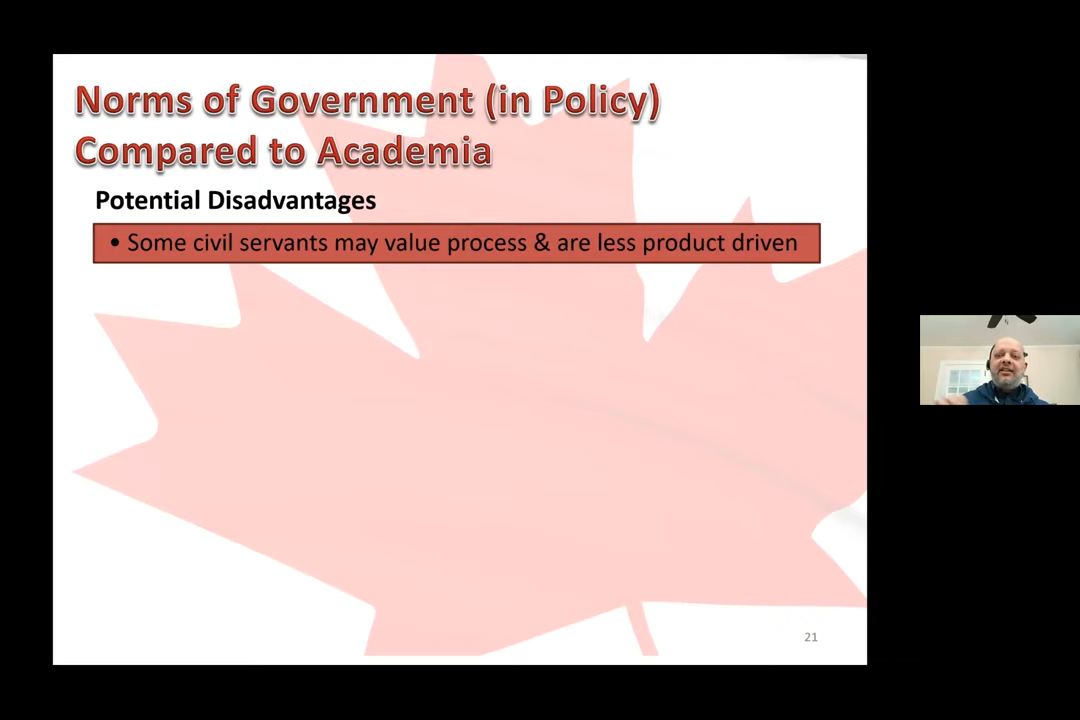 Norms of Government (in Policy)
Compared to Academia
Potential Disadvantages
• Some civil servants may value process & are less product driven
21